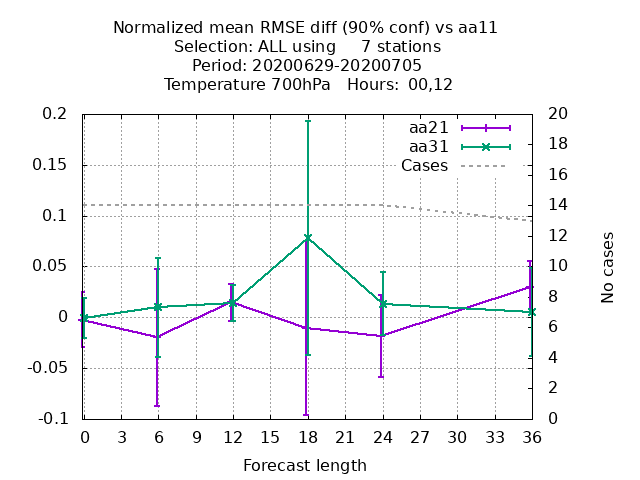 Normalized mean RMSE diff (90% conf) vs aa11
Selection: ALL using     7 stations
Period: 20200629-20200705
Temperature 700hPa   Hours: 00,12
0.2
0.15
0.1
0.05
0
-0.05
-0.1
20
18
16
14
12
10
8
6
4
2
0
aa21
aa31
Cases
No cases
0 3 6 9 12 15 18 21 24 27 30 33 36
Forecast length